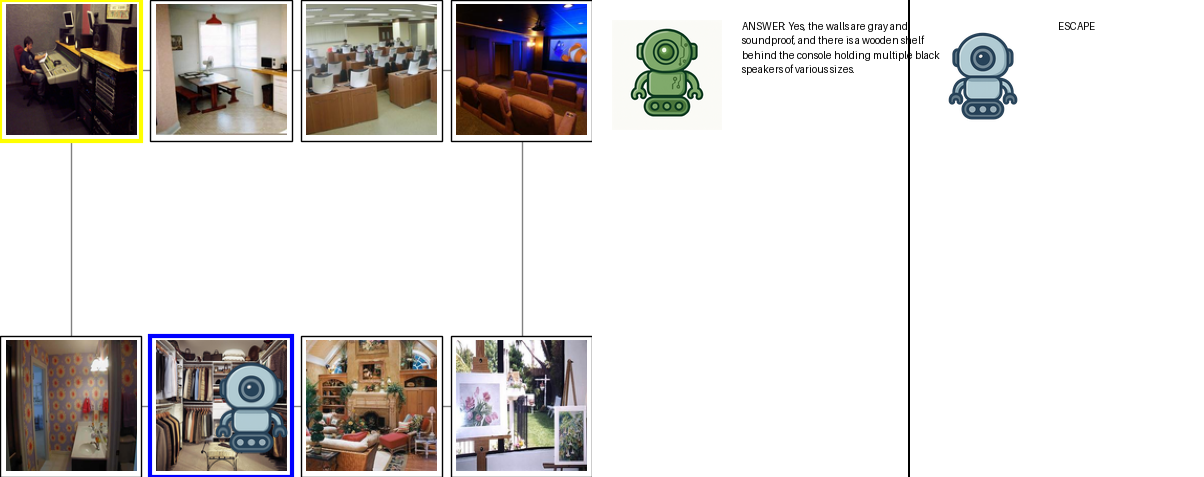 ANSWER: Yes, the walls are gray and
soundproof, and there is a wooden shelf
behind the console holding multiple black
speakers of various sizes.
ESCAPE